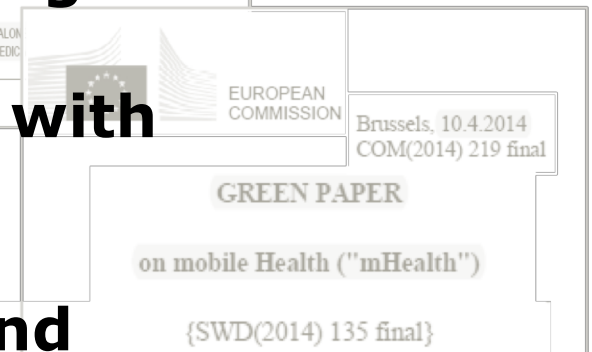 with
EUROPEAN
COMMISSION
Brussels, 10.4.2014
COM(2014) 219 final
GREEN PAPER
on mobile Health ("mHealth")
{SWD(2014) 135 final}